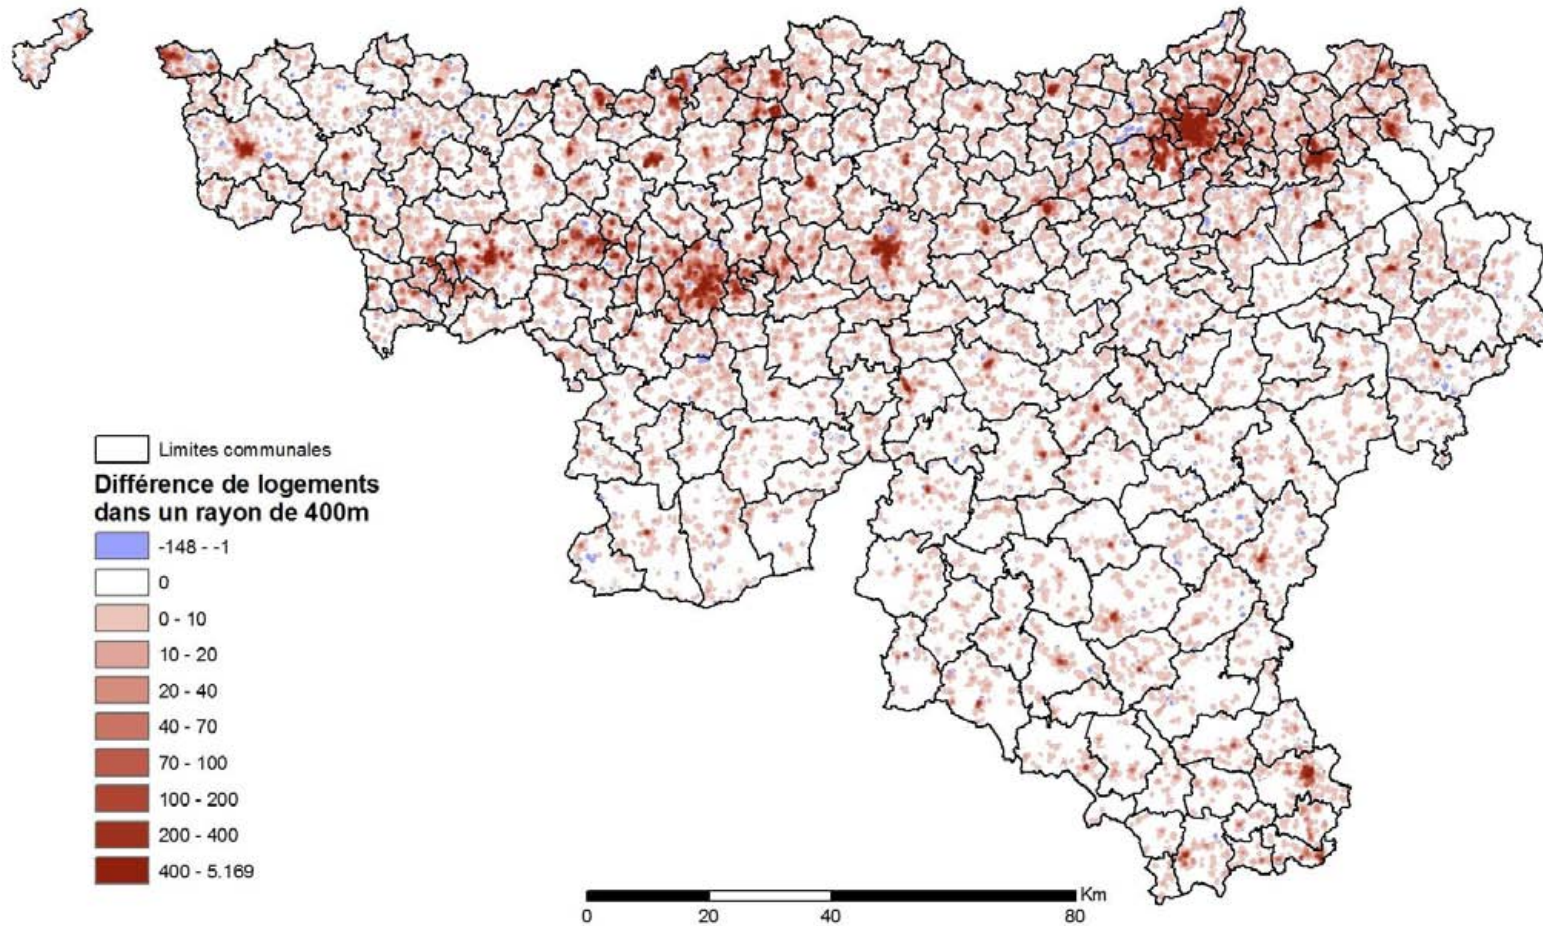 Limites communales
Différence de logements
dans un rayon de 400m
-148 - -1
0
0 - 10
10 - 20
20 - 40
40 - 70
70 - 100
100 - 200
200 - 400
400 - 5.169
Km
0 20 40 80